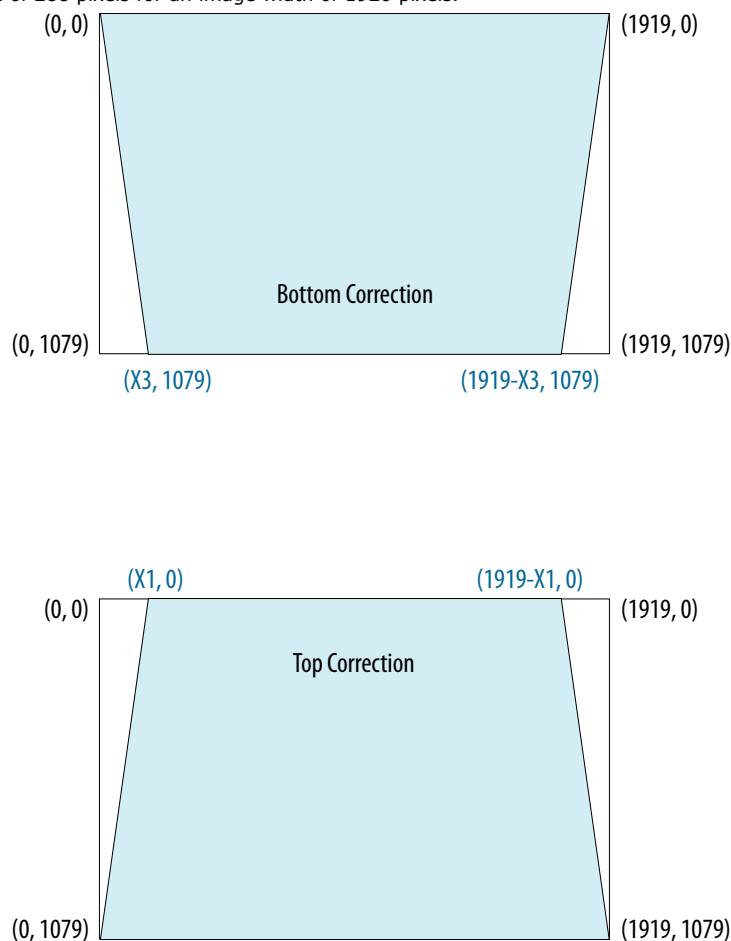 of 288 pixels for an image width of 1920 pixels.
(0, 0) (1919, 0)
Bottom Correction
(0, 1079) (1919, 1079)
(X3, 1079) (1919-X3, 1079)
(X1, 0) (1919-X1, 0)
(0, 0) (1919, 0)
Top Correction
(0, 1079) (1919, 1079)